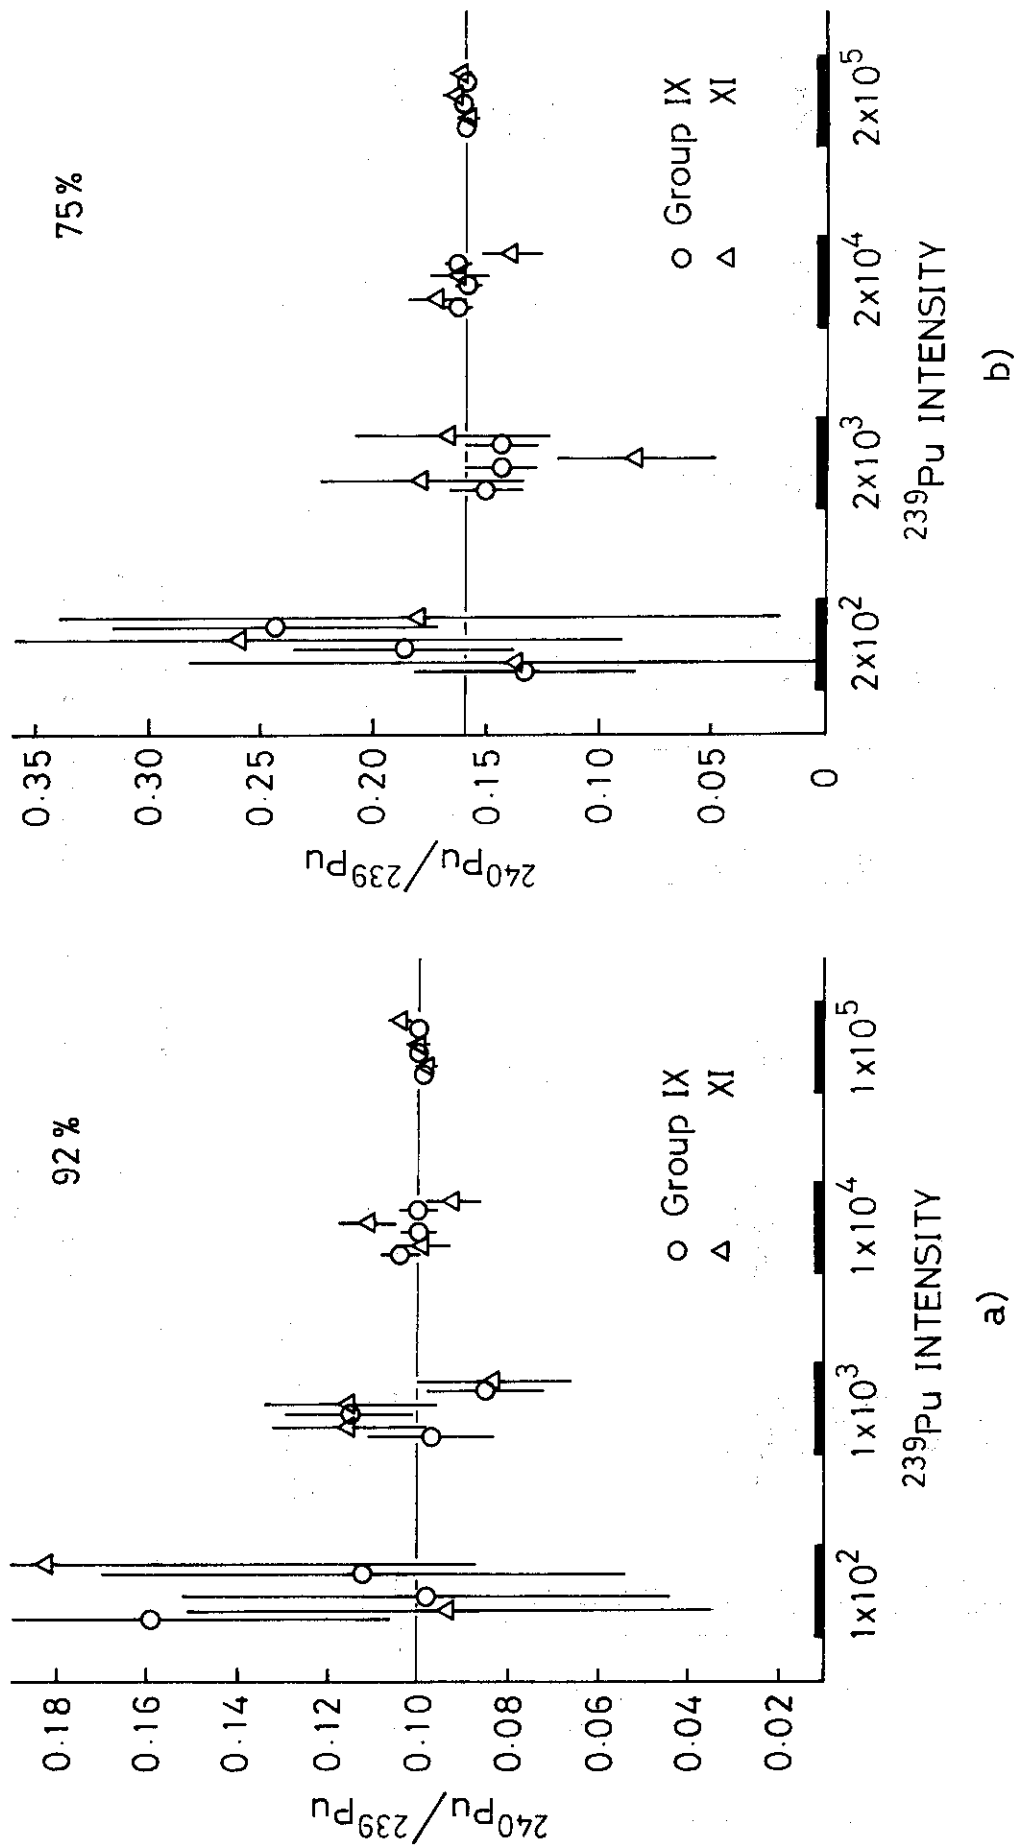 92%
0·18
0·16
0·14
0·12
0·10
0·08
0·06
0·04
0·02
²⁴⁰Pu/²³⁹Pu
○ Group IX
△ XI
1x10²
1x10³
1x10⁴
1x10⁵
²³⁹Pu INTENSITY
a)
75%
0·35
0·30
0·20
0·15
0·10
0·05
0
²⁴⁰Pu/²³⁹Pu
○ Group IX
△ XI
2x10²
2x10³
2x10⁴
2x10⁵
²³⁹Pu INTENSITY
b)